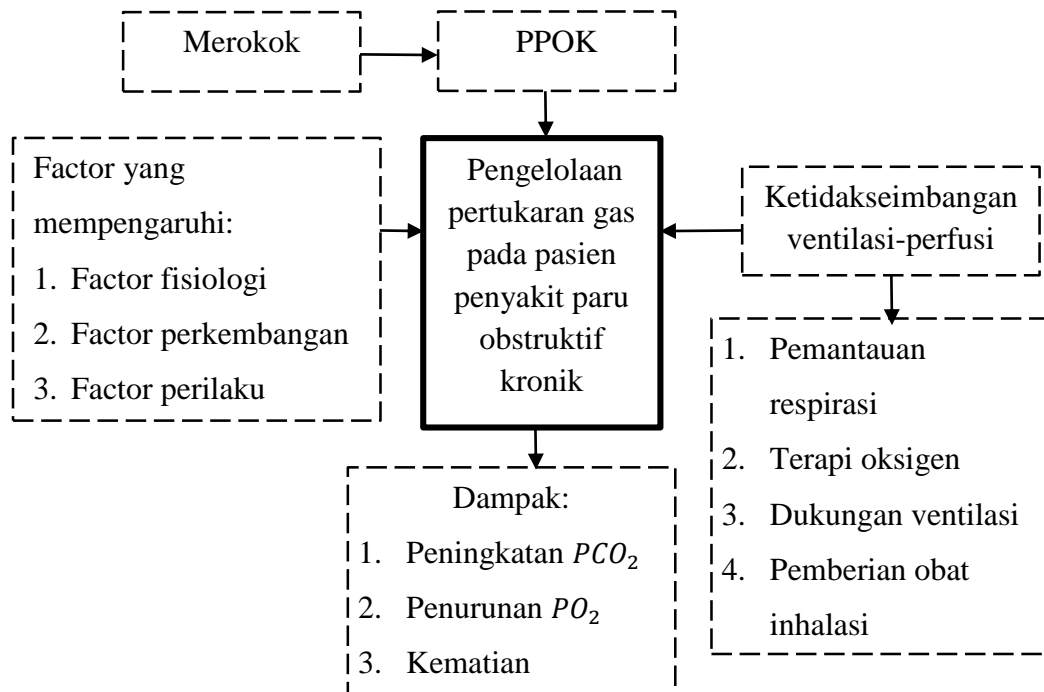 Merokok
PPOK
Factor yang
mempengaruhi:
1. Factor fisiologi
2. Factor perkembangan
3. Factor perilaku
Pengelolaan
pertukaran gas
pada pasien
penyakit paru
obstruktif
kronik
Ketidakseimbangan
ventilasi-perfusi
1. Pemantauan
respirasi
2. Terapi oksigen
3. Dukungan ventilasi
4. Pemberian obat
inhalasi
Dampak:
1. Peningkatan PCO₂
2. Penurunan PO₂
3. Kematian